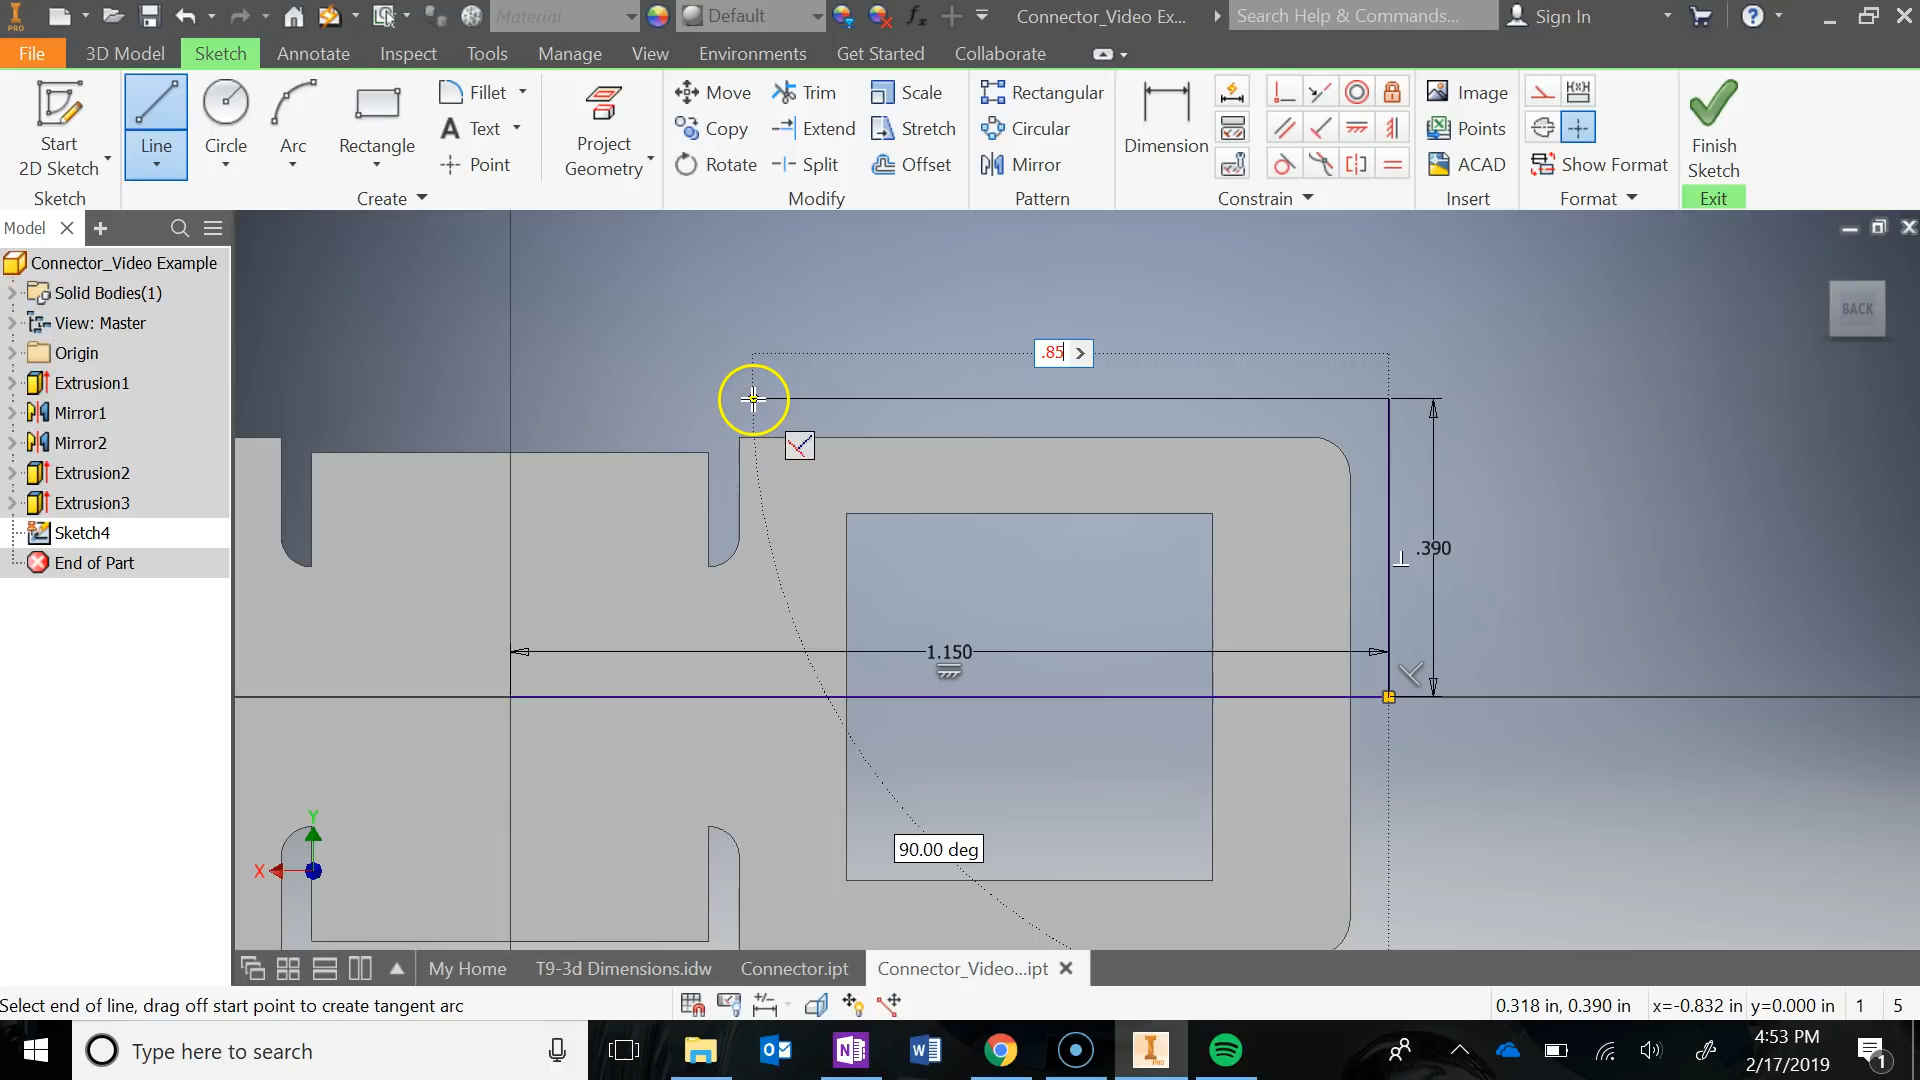 PRO
Material
Default
Connector_Video Ex...
Search Help & Commands...
Sign In
File
3D Model
Sketch
Annotate
Inspect
Tools
Manage
View
Environments
Get Started
Collaborate
Start
2D Sketch
Line
Circle
Arc
Rectangle
Fillet
Text
Point
Project
Geometry
Move
Copy
Rotate
Trim
Extend
Split
Scale
Stretch
Offset
Rectangular
Circular
Mirror
Dimension
Image
Points
ACAD
Show Format
Finish
Sketch
Sketch
Create
Modify
Pattern
Constrain
Insert
Format
Exit
Model
Connector_Video Example
Solid Bodies(1)
View: Master
Origin
Extrusion1
Mirror1
Mirror2
Extrusion2
Extrusion3
Sketch4
End of Part
BACK
.85
.390
1.150
90.00 deg
Y
X
My Home
T9-3d Dimensions.idw
Connector.ipt
Connector_Video...ipt
Select end of line, drag off start point to create tangent arc
0.318 in, 0.390 in
x=-0.832 in y=0.000 in
1
5
Type here to search
4:53 PM
2/17/2019
1